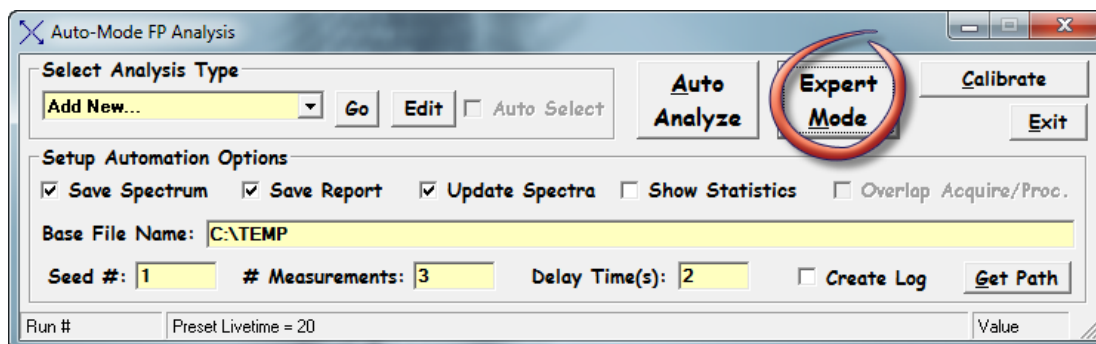 Auto-Mode FP Analysis
Select Analysis Type
Add New...
Go
Edit
Auto Select
Auto
Analyze
Expert
Mode
Calibrate
Exit
Setup Automation Options
Save Spectrum
Save Report
Update Spectra
Show Statistics
Overlap Acquire/Proc.
Base File Name: C:\TEMP
Seed #: 1
# Measurements: 3
Delay Time(s): 2
Create Log
Get Path
Run #
Preset Livetime = 20
Value